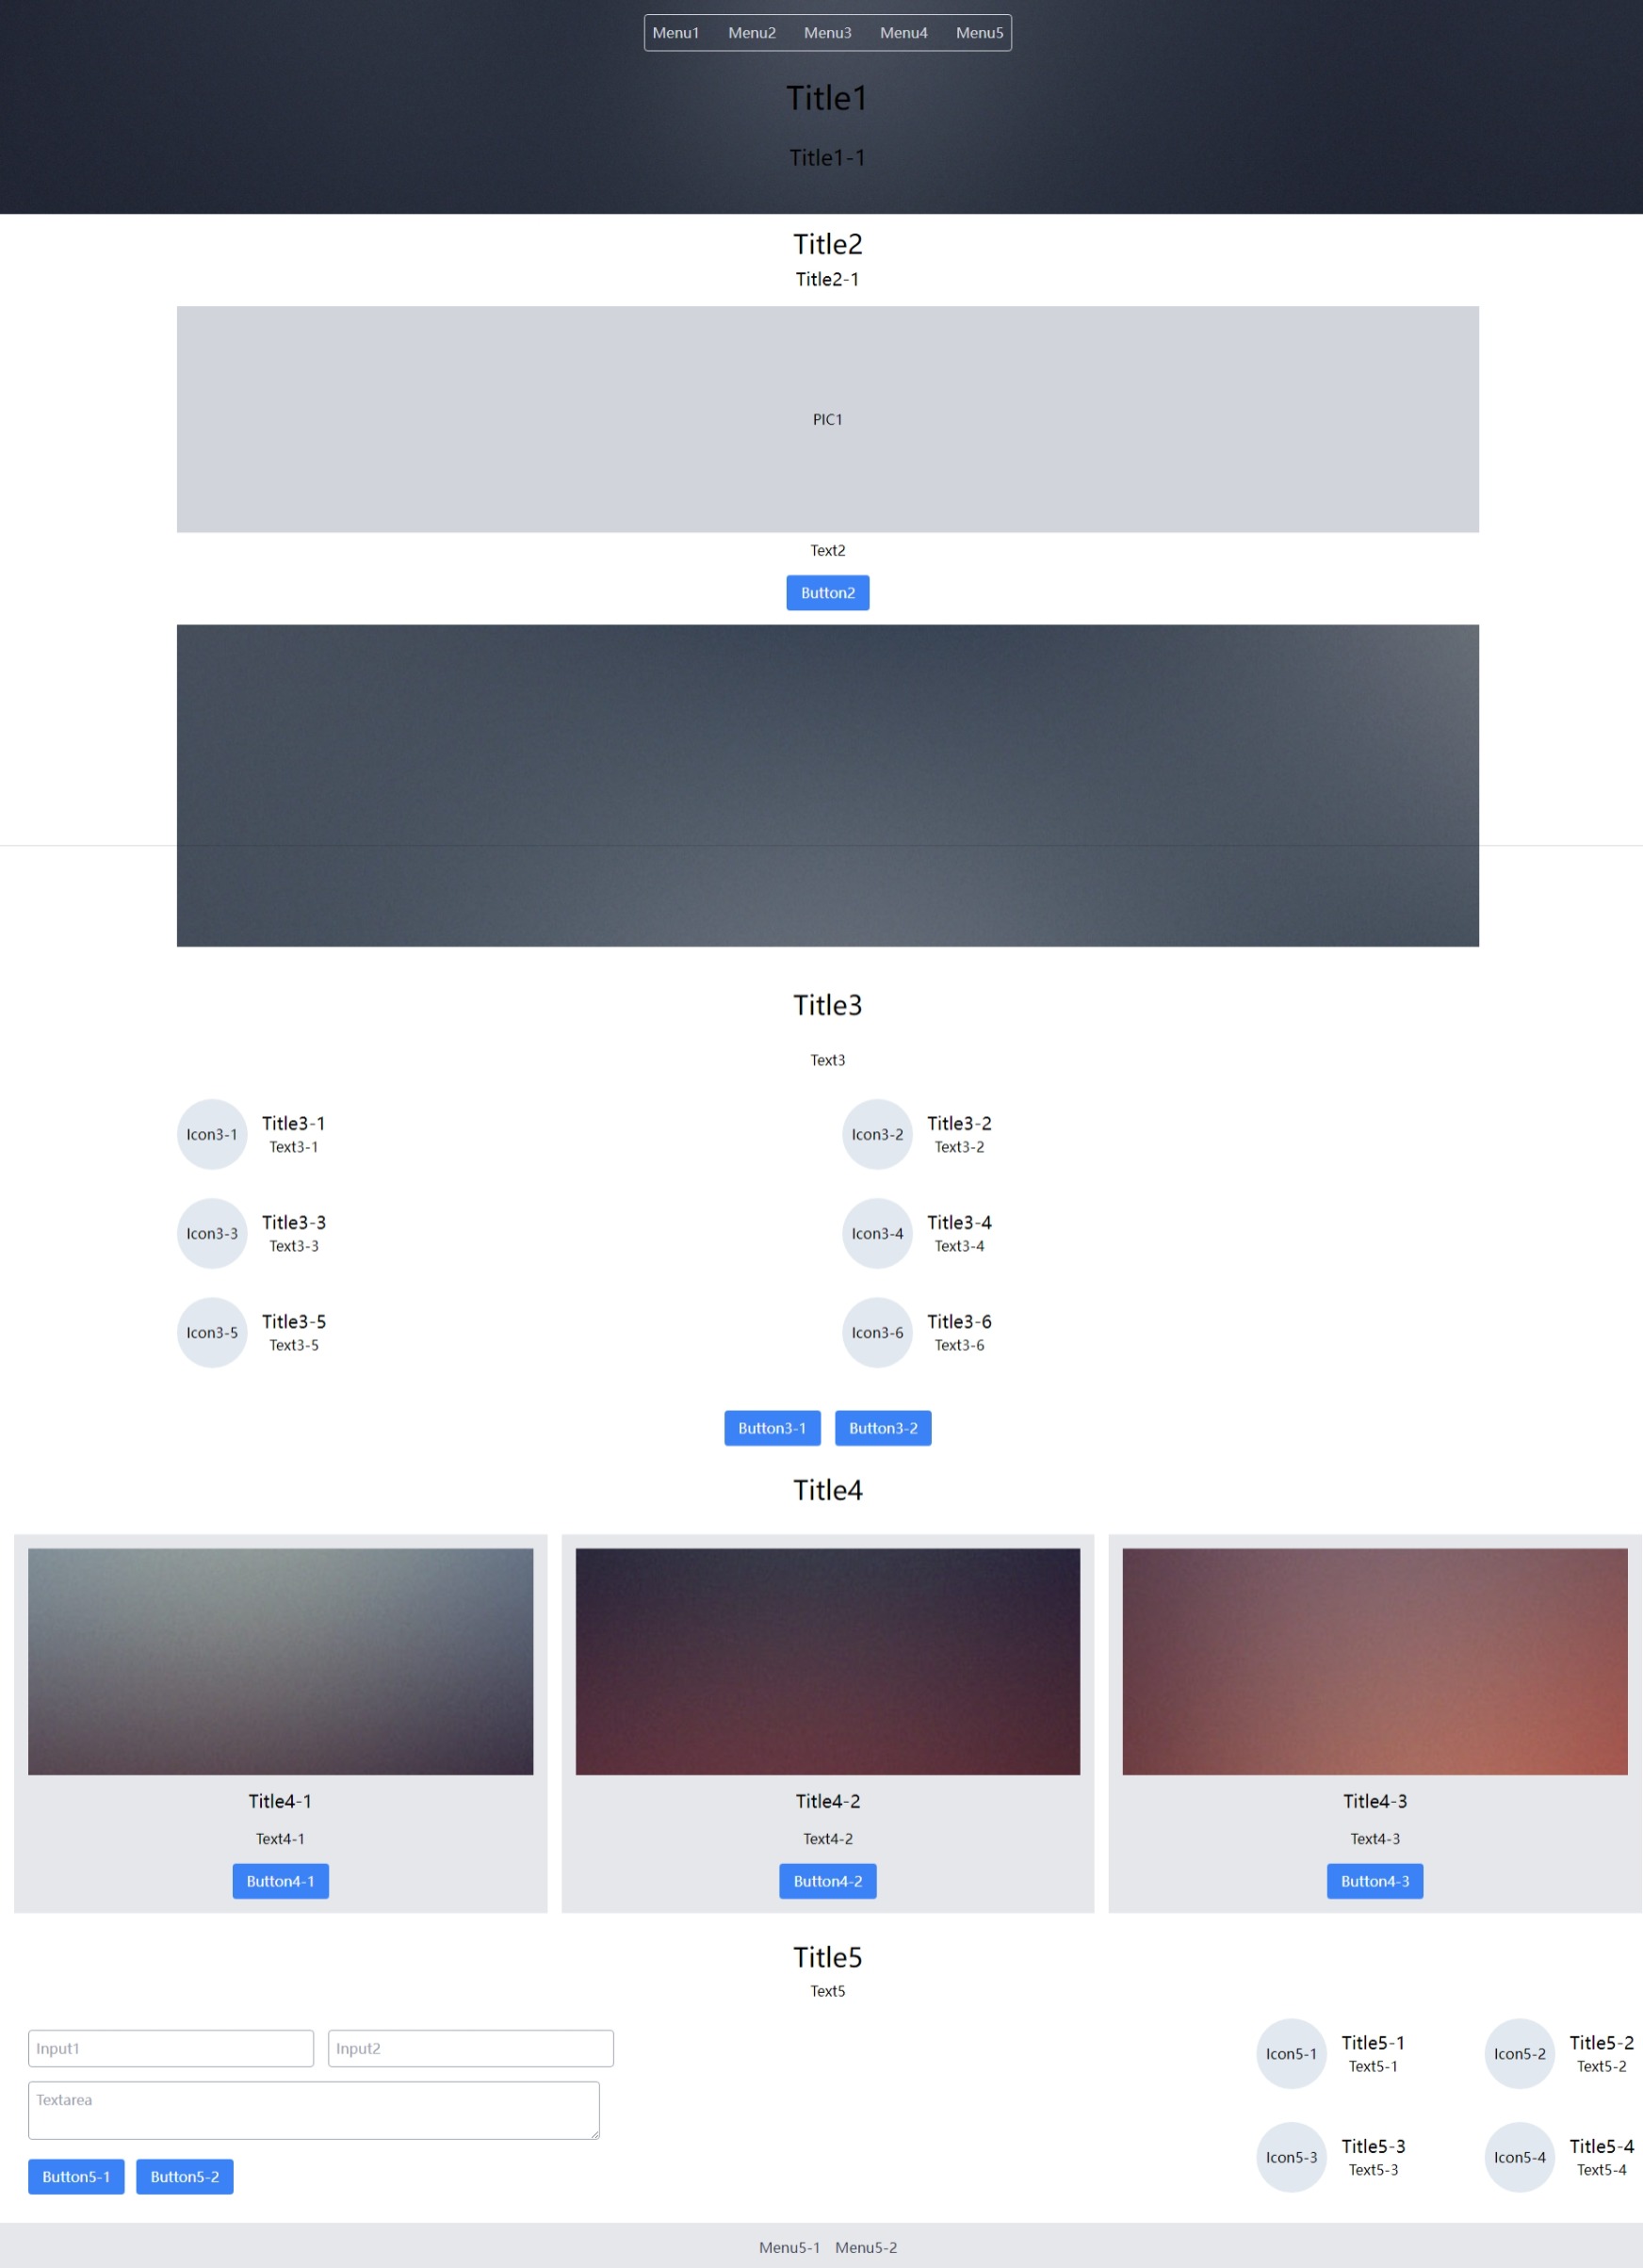 Menu1 Menu2 Menu3 Menu4 Menu5
Title1
Title1-1
Title2
Title2-1
PIC1
Text2
Button2
Title3
Text3
Icon3-1
Title3-1
Text3-1
Icon3-2
Title3-2
Text3-2
Icon3-3
Title3-3
Text3-3
Icon3-4
Title3-4
Text3-4
Icon3-5
Title3-5
Text3-5
Icon3-6
Title3-6
Text3-6
Button3-1 Button3-2
Title4
Title4-1
Text4-1
Button4-1
Title4-2
Text4-2
Button4-2
Title4-3
Text4-3
Button4-3
Title5
Text5
Input1 Input2
Textarea
Button5-1 Button5-2
Icon5-1
Title5-1
Text5-1
Icon5-2
Title5-2
Text5-2
Icon5-3
Title5-3
Text5-3
Icon5-4
Title5-4
Text5-4
Menu5-1 Menu5-2